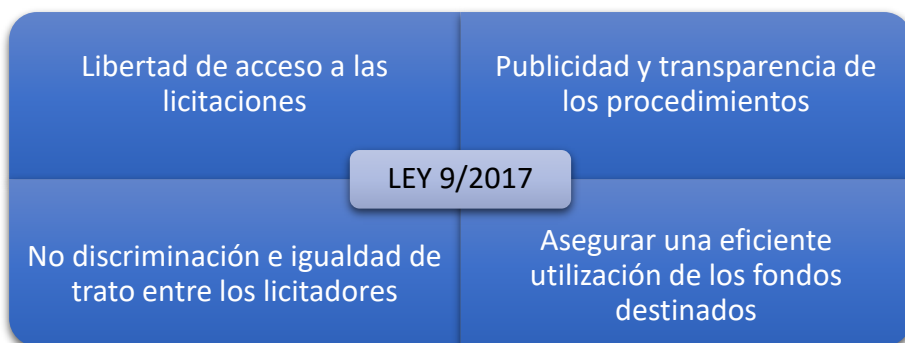 Libertad de acceso a las
licitaciones
Publicidad y transparencia de
los procedimientos
LEY 9/2017
No discriminación e igualdad de
trato entre los licitadores
Asegurar una eficiente
utilización de los fondos
destinados